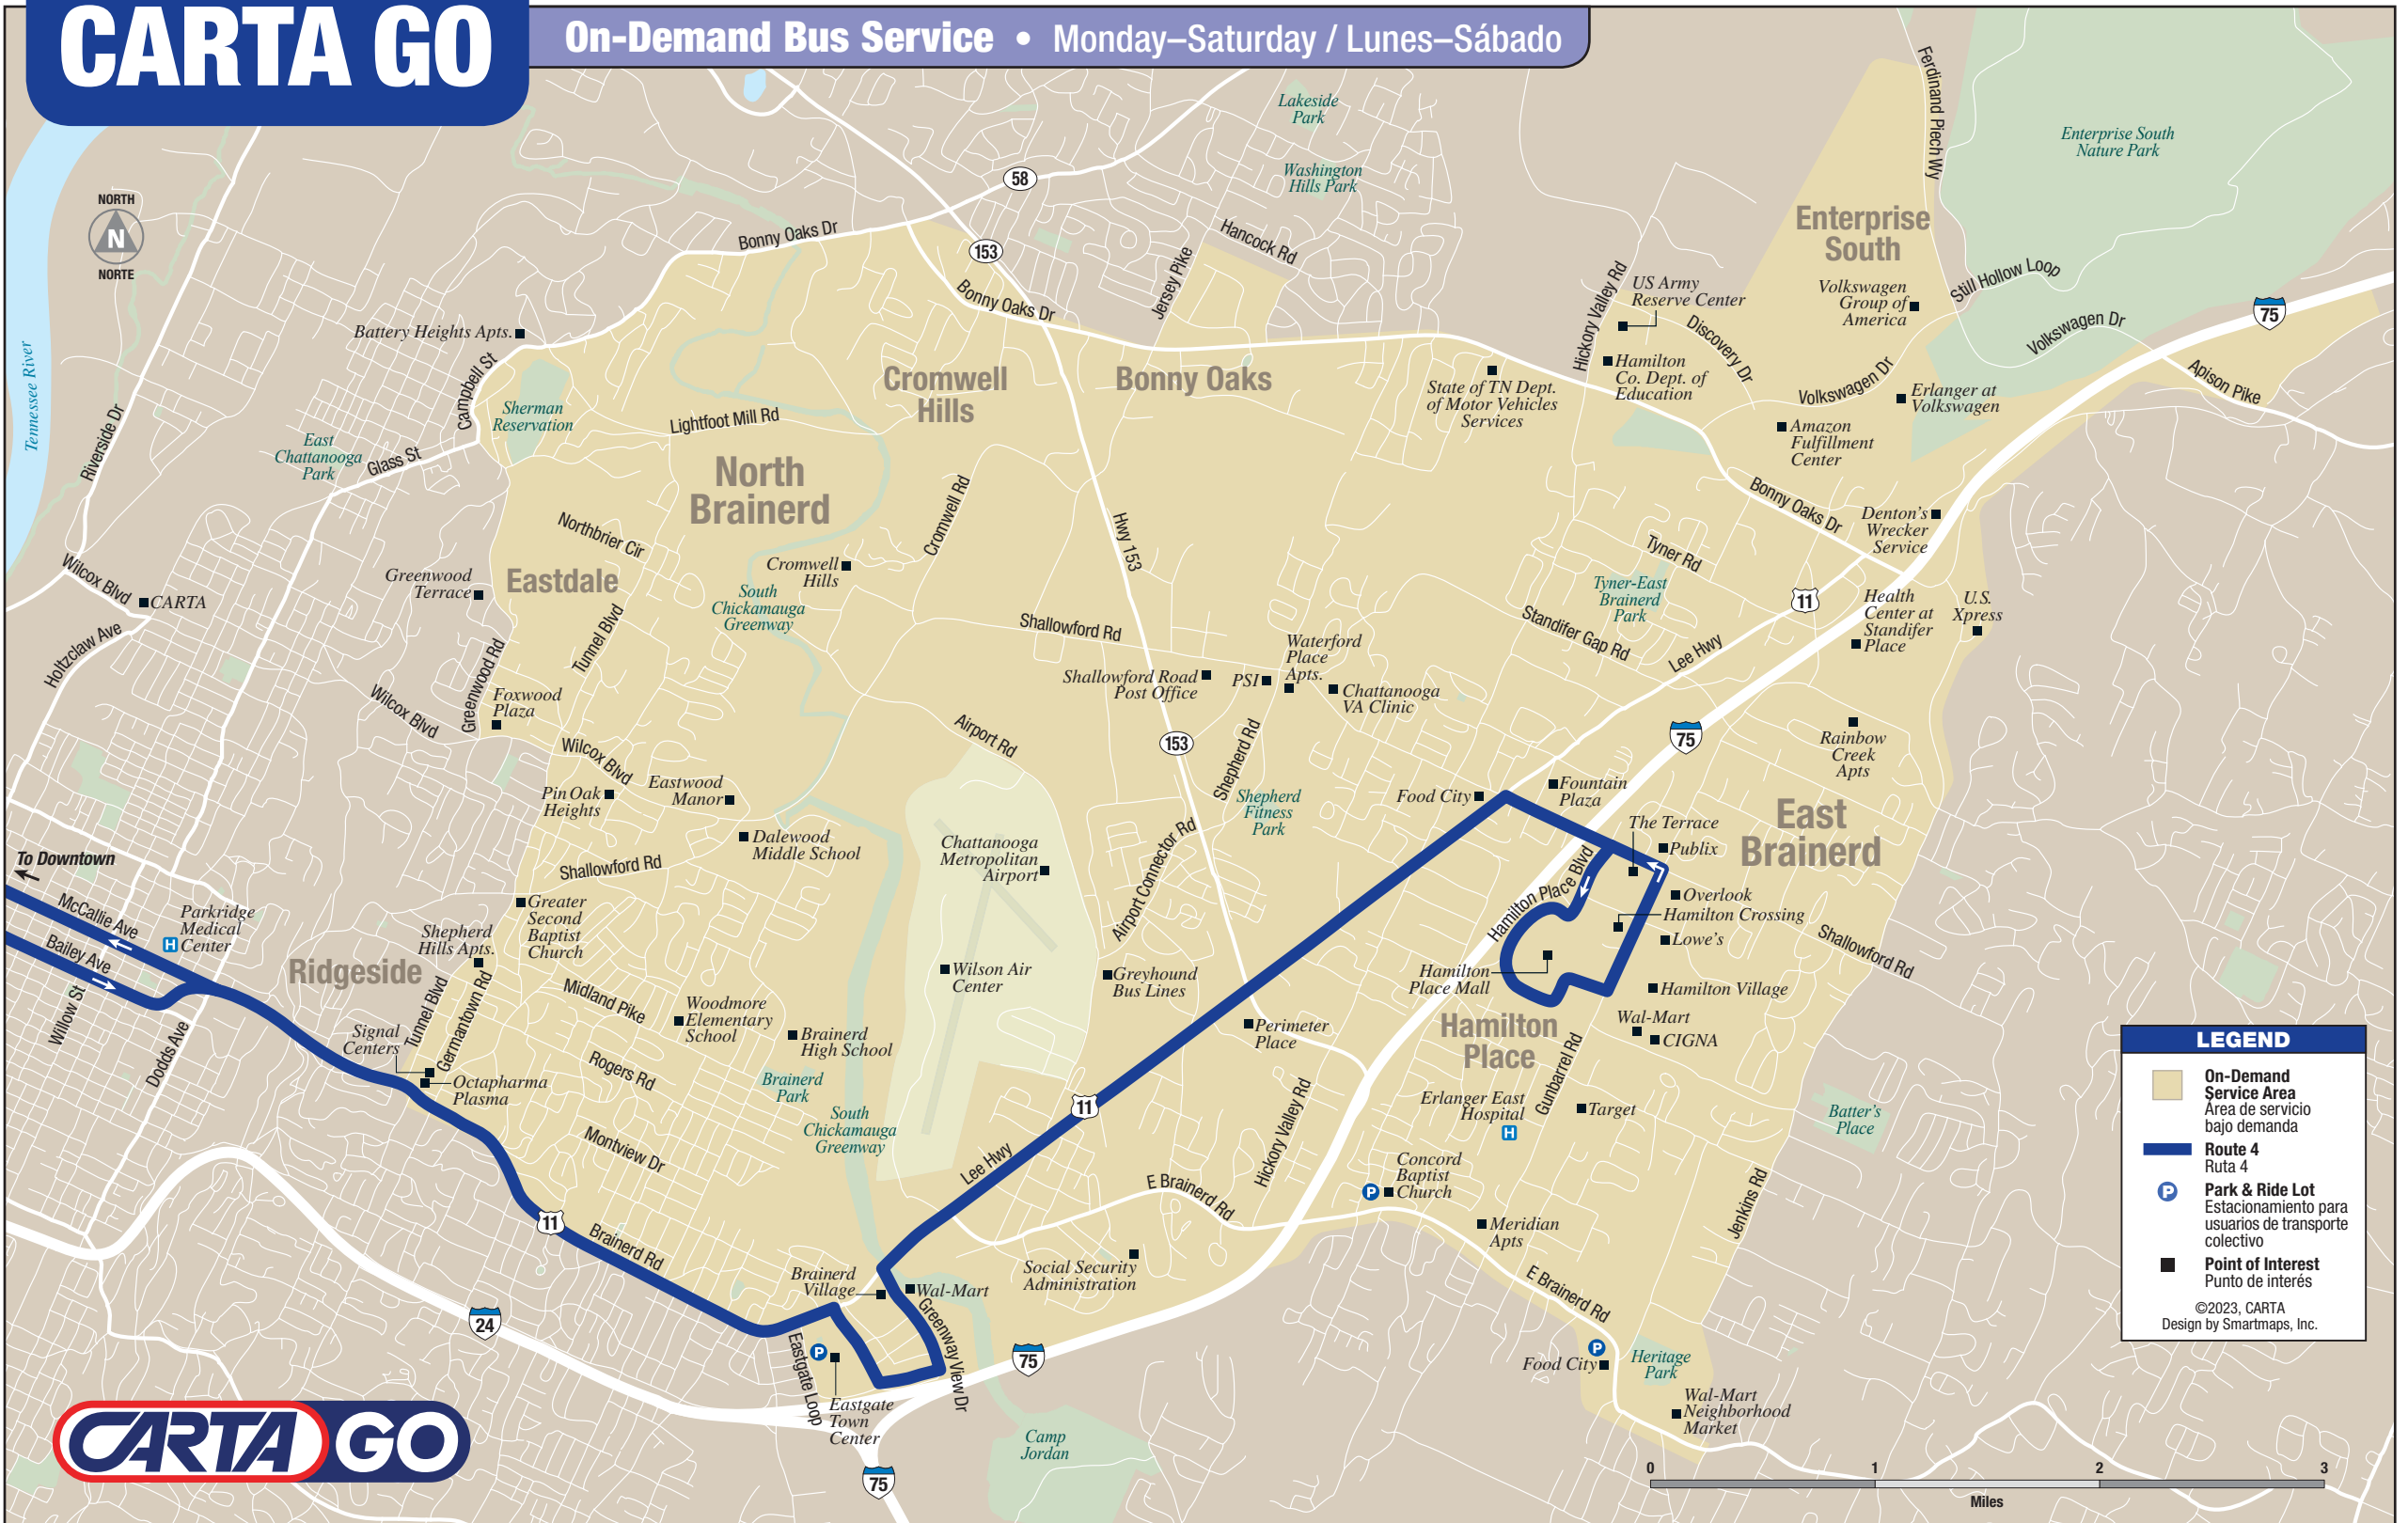 CARTA GO
On-Demand Bus Service • Monday–Saturday / Lunes–Sábado
NORTH
N
NORTE
Tennessee River
Riverside Dr
Wilcox Blvd
CARTA
Holtzclaw Ave
East
Chattanooga
Park
Glass St
Campbell St
Battery Heights Apts.
Sherman
Reservation
Bonny Oaks Dr
58
153
Bonny Oaks Dr
Lakeside
Park
Washington
Hills Park
Hancock Rd
Jersey Pike
Cromwell
Hills
Bonny Oaks
Lightfoot Mill Rd
North
Brainerd
Northbrier Cir
Cromwell Rd
Hwy 153
Cromwell
Hills
Greenwood
Terrace
Eastdale
South
Chickamauga
Greenway
Tunnel Blvd
Greenwood Rd
Wilcox Blvd
Foxwood
Plaza
Wilcox Blvd
Pin Oak
Heights
Eastwood
Manor
Dalewood
Middle School
Shallowford Rd
Shallowford Rd
Shallowford Road
Post Office
PSI
Waterford
Place
Apts.
Chattanooga
VA Clinic
Airport Rd
153
Shepherd Rd
Shepherd
Fitness
Park
Airport Connector Rd
Chattanooga
Metropolitan
Airport
Wilson Air
Center
Greyhound
Bus Lines
Perimeter
Place
Ferdinand Piech Wy
Enterprise South
Nature Park
Enterprise
South
Volkswagen
Group of
America
Still Hollow Loop
Volkswagen Dr
75
Apison Pike
Hickory Valley Rd
US Army
Reserve Center
Discovery Dr
Hamilton
Co. Dept. of
Education
State of TN Dept.
of Motor Vehicles
Services
Volkswagen Dr
Erlanger at
Volkswagen
Amazon
Fulfillment
Center
Bonny Oaks Dr
Denton's
Wrecker
Service
Tyner Rd
Tyner-East
Brainerd
Park
11
Health
Center at
Standifer
Place
U.S.
Xpress
Standifer Gap Rd
Lee Hwy
75
Rainbow
Creek
Apts
Food City
Fountain
Plaza
The Terrace
Publix
East
Brainerd
Hamilton Place Blvd
Overlook
Hamilton Crossing
Lowe's
Shallowford Rd
Hamilton
Place Mall
Hamilton Village
Hamilton
Place
Wal-Mart
CIGNA
Gunbarrel Rd
Erlanger East
Hospital
H
Target
Batter's
Place
Hickory Valley Rd
Concord
Baptist
Church
P
Meridian
Apts
Jenkins Rd
E Brainerd Rd
E Brainerd Rd
P
Food City
Heritage
Park
Wal-Mart
Neighborhood
Market
To Downtown
McCallie Ave
Bailey Ave
H
Parkridge
Medical
Center
Willow St
Dodds Ave
Ridgeside
Shepherd
Hills Apts.
Greater
Second
Baptist
Church
Tunnel Blvd
Germantown Rd
Signal
Centers
Octapharma
Plasma
Midland Pike
Woodmore
Elementary
School
Brainerd
High School
Rogers Rd
Brainerd
Park
South
Chickamauga
Greenway
Montview Dr
11
Brainerd Rd
11
Lee Hwy
Social Security
Administration
Brainerd
Village
Wal-Mart
Greenway View Dr
Eastgate Loop
P
Eastgate
Town
Center
24
75
75
Camp
Jordan
CARTA GO
LEGEND
On-Demand
Service Area
Área de servicio
bajo demanda
Route 4
Ruta 4
P
Park & Ride Lot
Estacionamiento para
usuarios de transporte
colectivo
Point of Interest
Punto de interés
©2023, CARTA
Design by Smartmaps, Inc.
0 1 2 3
Miles